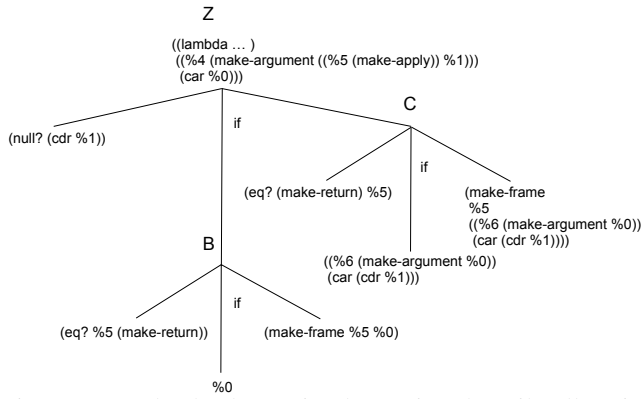 Z
((lambda ... )
((%4 (make-argument ((%5 (make-apply)) %1)))
(car %0)))
C
(null? (cdr %1))
if
if
(eq? (make-return) %5)
(make-frame
%5
((%6 (make-argument %0))
(car (cdr %1))))
B
((%6 (make-argument %0))
(car (cdr %1)))
if
(eq? %5 (make-return))
(make-frame %5 %0)
%0